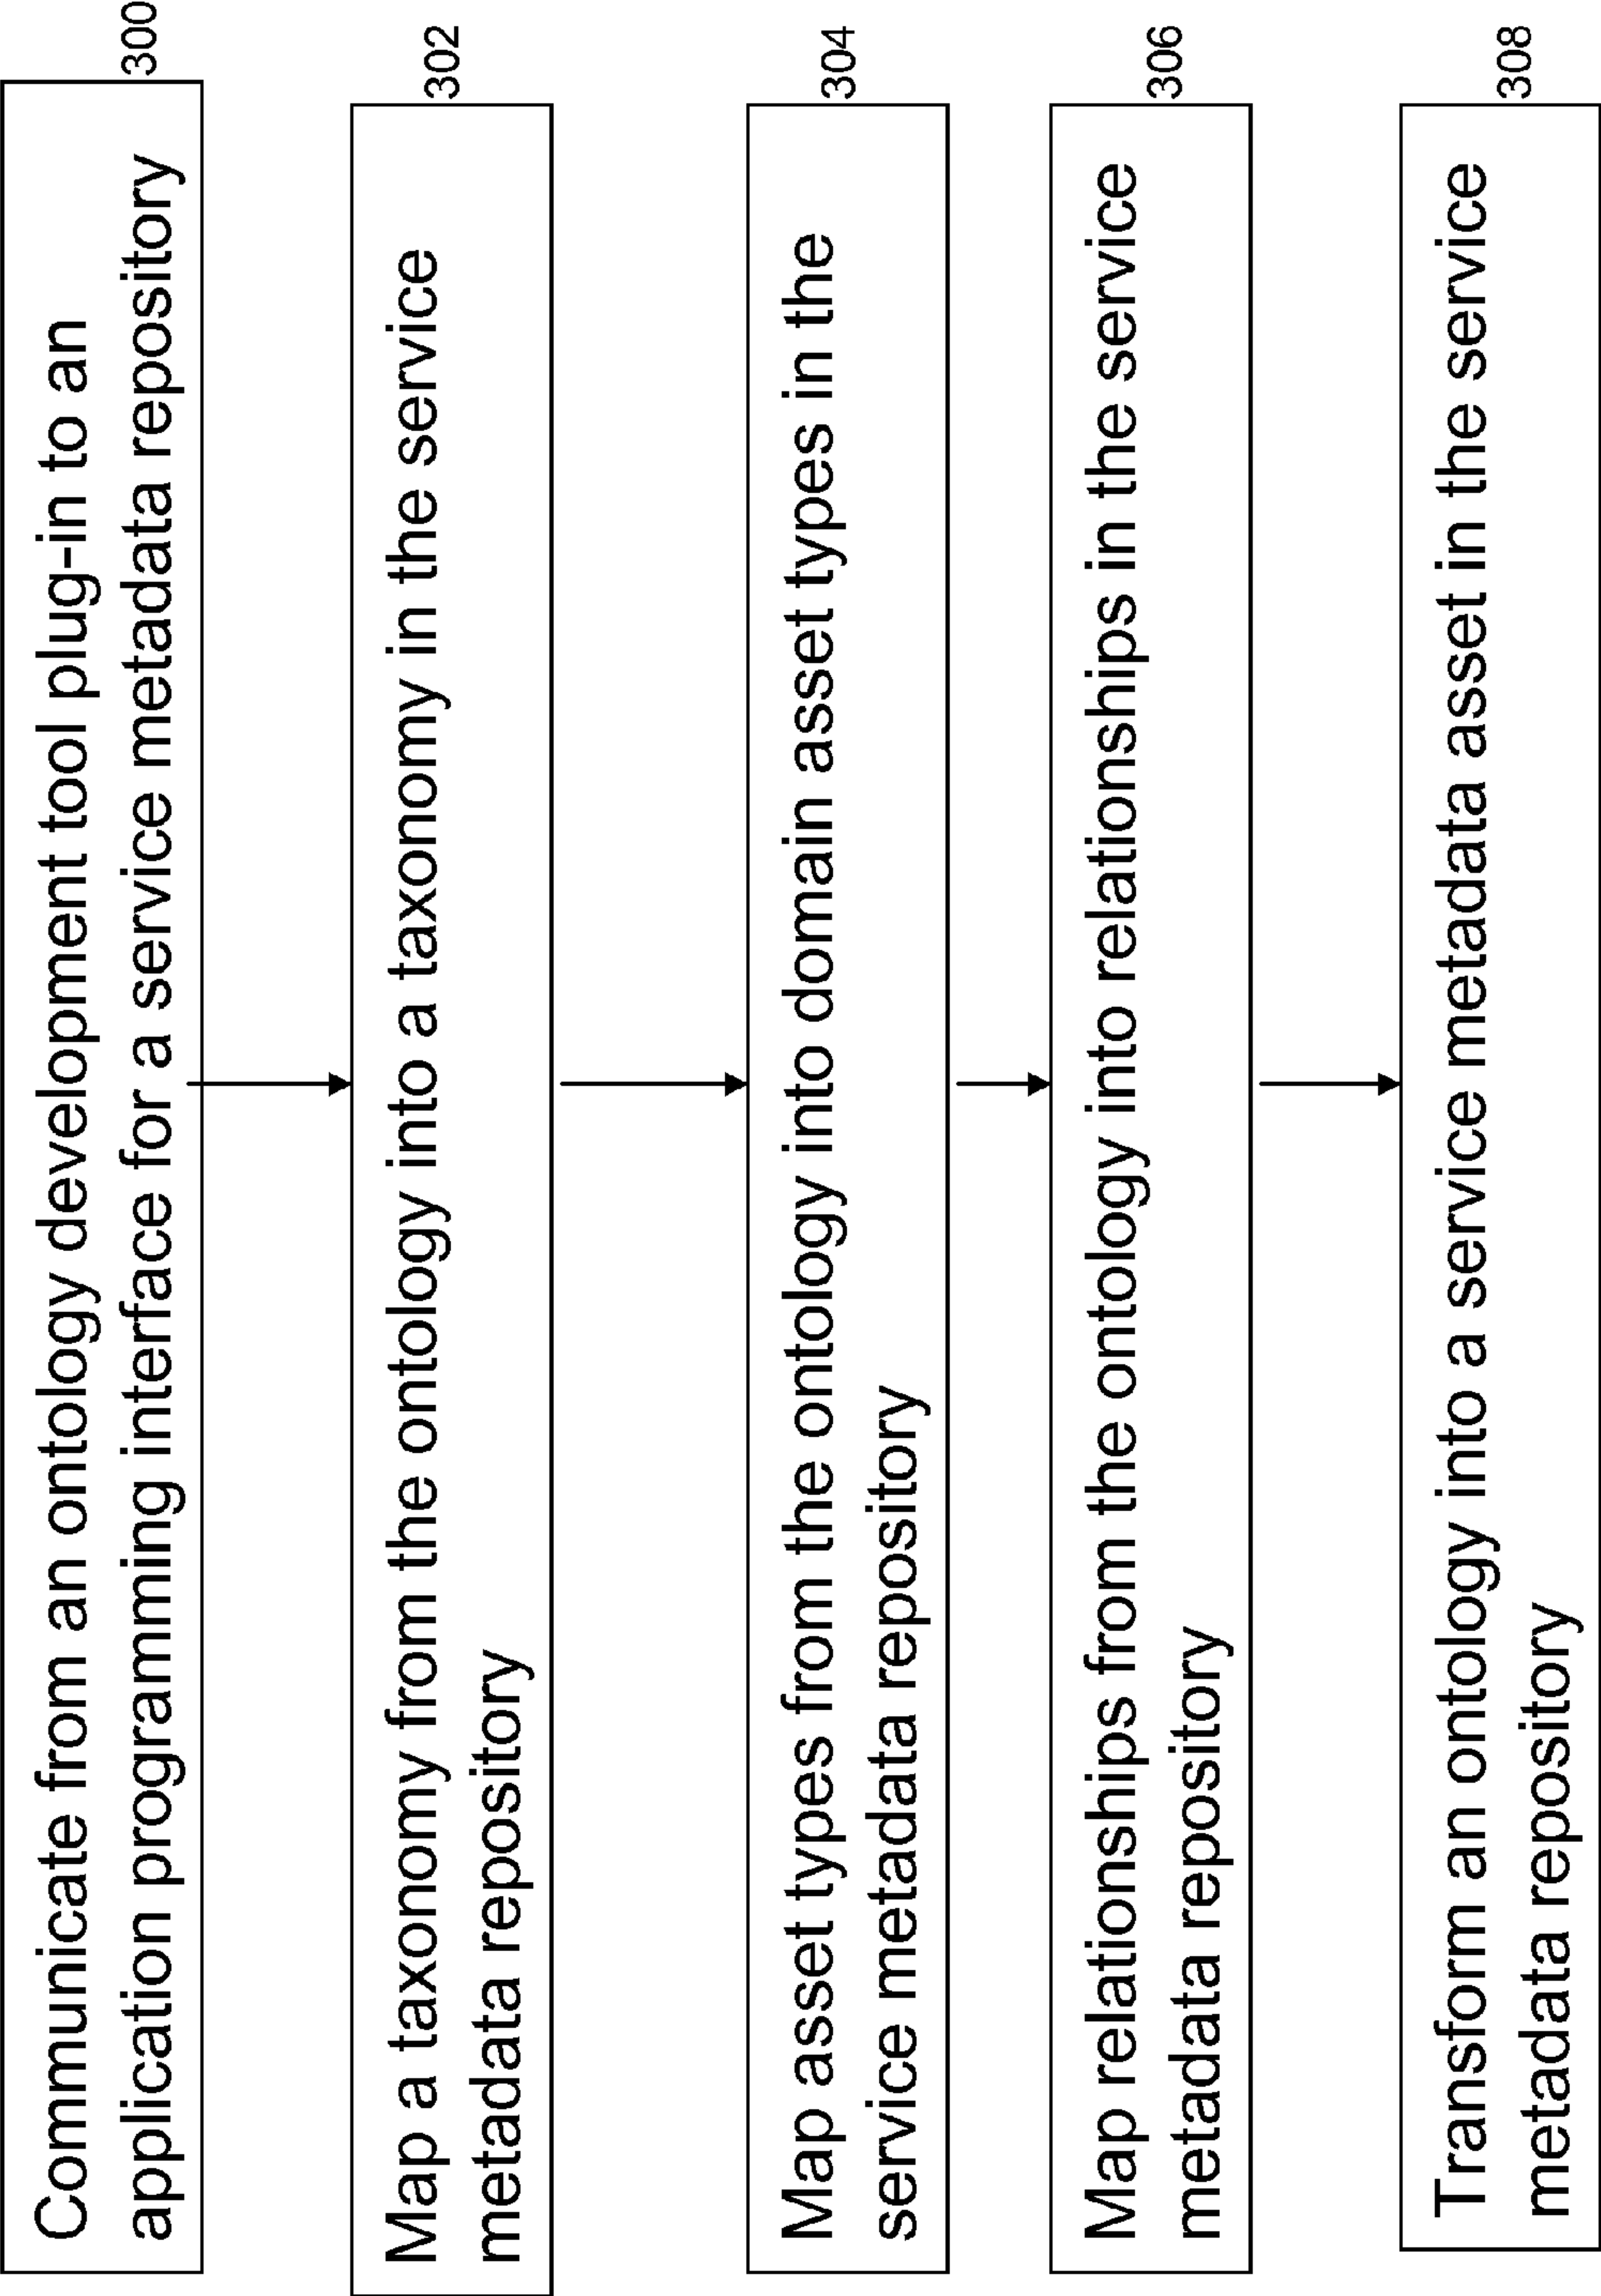 Communicate from an ontology development tool plug-in to an
application programming interface for a service metadata repository
300
Map a taxonomy from the ontology into a taxonomy in the service
metadata repository
302
Map asset types from the ontology into domain asset types in the
service metadata repository
304
Map relationships from the ontology into relationships in the service
metadata repository
306
Transform an ontology into a service metadata asset in the service
metadata repository
308